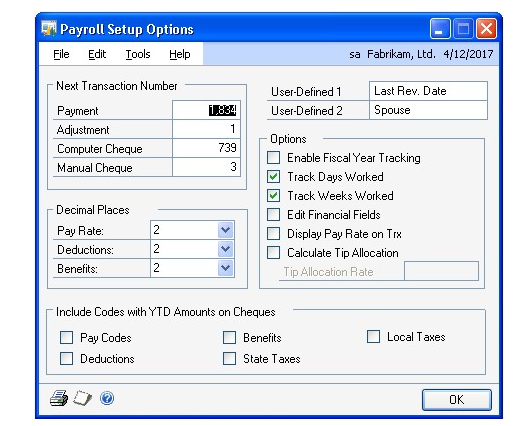 Payroll Setup Options
File Edit Tools Help sa Fabrikam, Ltd. 4/12/2017
Next Transaction Number
Payment 1,834
Adjustment 1
Computer Cheque 739
Manual Cheque 3
Decimal Places
Pay Rate: 2
Deductions: 2
Benefits: 2
User-Defined 1 Last Rev. Date
User-Defined 2 Spouse
Options
Enable Fiscal Year Tracking
Track Days Worked
Track Weeks Worked
Edit Financial Fields
Display Pay Rate on Trx
Calculate Tip Allocation
Tip Allocation Rate
Include Codes with YTD Amounts on Cheques
Pay Codes Benefits Local Taxes
Deductions State Taxes
OK